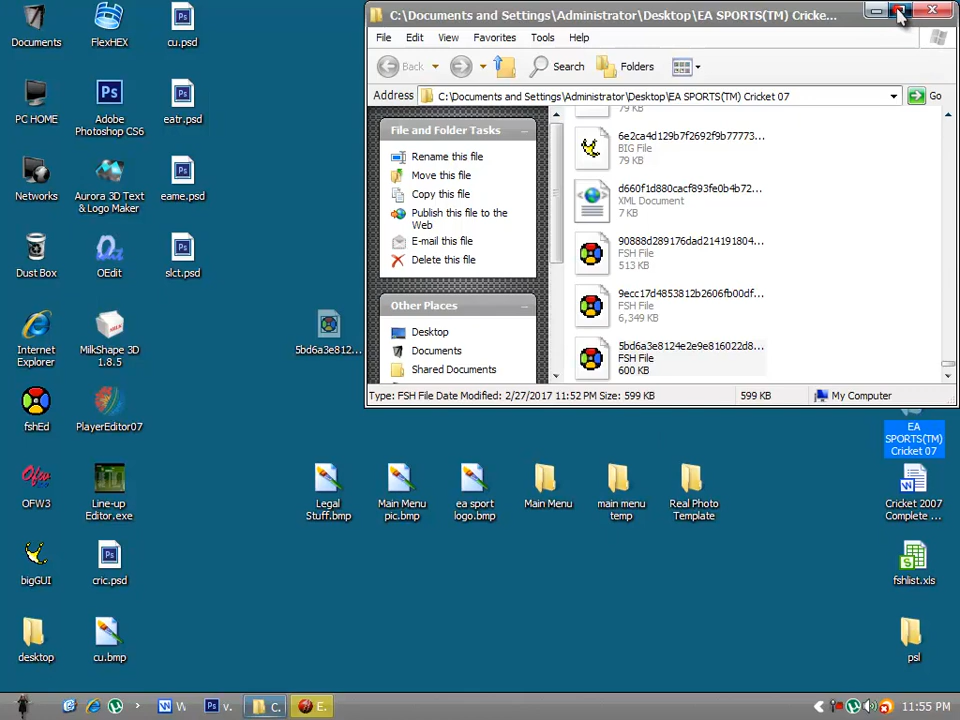 C:\Documents and Settings\Administrator\Desktop\EA SPORTS(TM) Cricke...
File Edit View Favorites Tools Help
Back Search Folders
Address C:\Documents and Settings\Administrator\Desktop\EA SPORTS(TM) Cricket 07 Go
File and Folder Tasks
Rename this file
Move this file
Copy this file
Publish this file to the
Web
E-mail this file
Delete this file
Other Places
Desktop
Documents
Shared Documents
79 KB
6e2ca4d129b7f2692f9b77773...
BIG File
79 KB
d660f1d880cacf893fe0b4b72...
XML Document
7 KB
90888d289176dad214191804...
FSH File
513 KB
9ecc17d4853812b2606fb00df...
FSH File
6,349 KB
5bd6a3e8124e2e9e816022d8...
FSH File
600 KB
Type: FSH File Date Modified: 2/27/2017 11:52 PM Size: 599 KB 599 KB My Computer
Documents
FlexHEX
cu.psd
PC HOME
Ps
Adobe
Photoshop CS6
eatr.psd
Networks
Aurora 3D Text
& Logo Maker
eame.psd
Dust Box
OEdit
slct.psd
Internet
Explorer
MilkShape 3D
1.8.5
5bd6a3e812...
fshEd
PlayerEditor07
EA
SPORTS(TM)
Cricket 07
OFW3
Line-up
Editor.exe
Legal
Stuff.bmp
Main Menu
pic.bmp
ea sport
logo.bmp
Main Menu
main menu
temp
Real Photo
Template
Cricket 2007
Complete ...
bigGUI
cric.psd
fshlist.xls
desktop
cu.bmp
psl
W Ps v. C. E. 11:55 PM